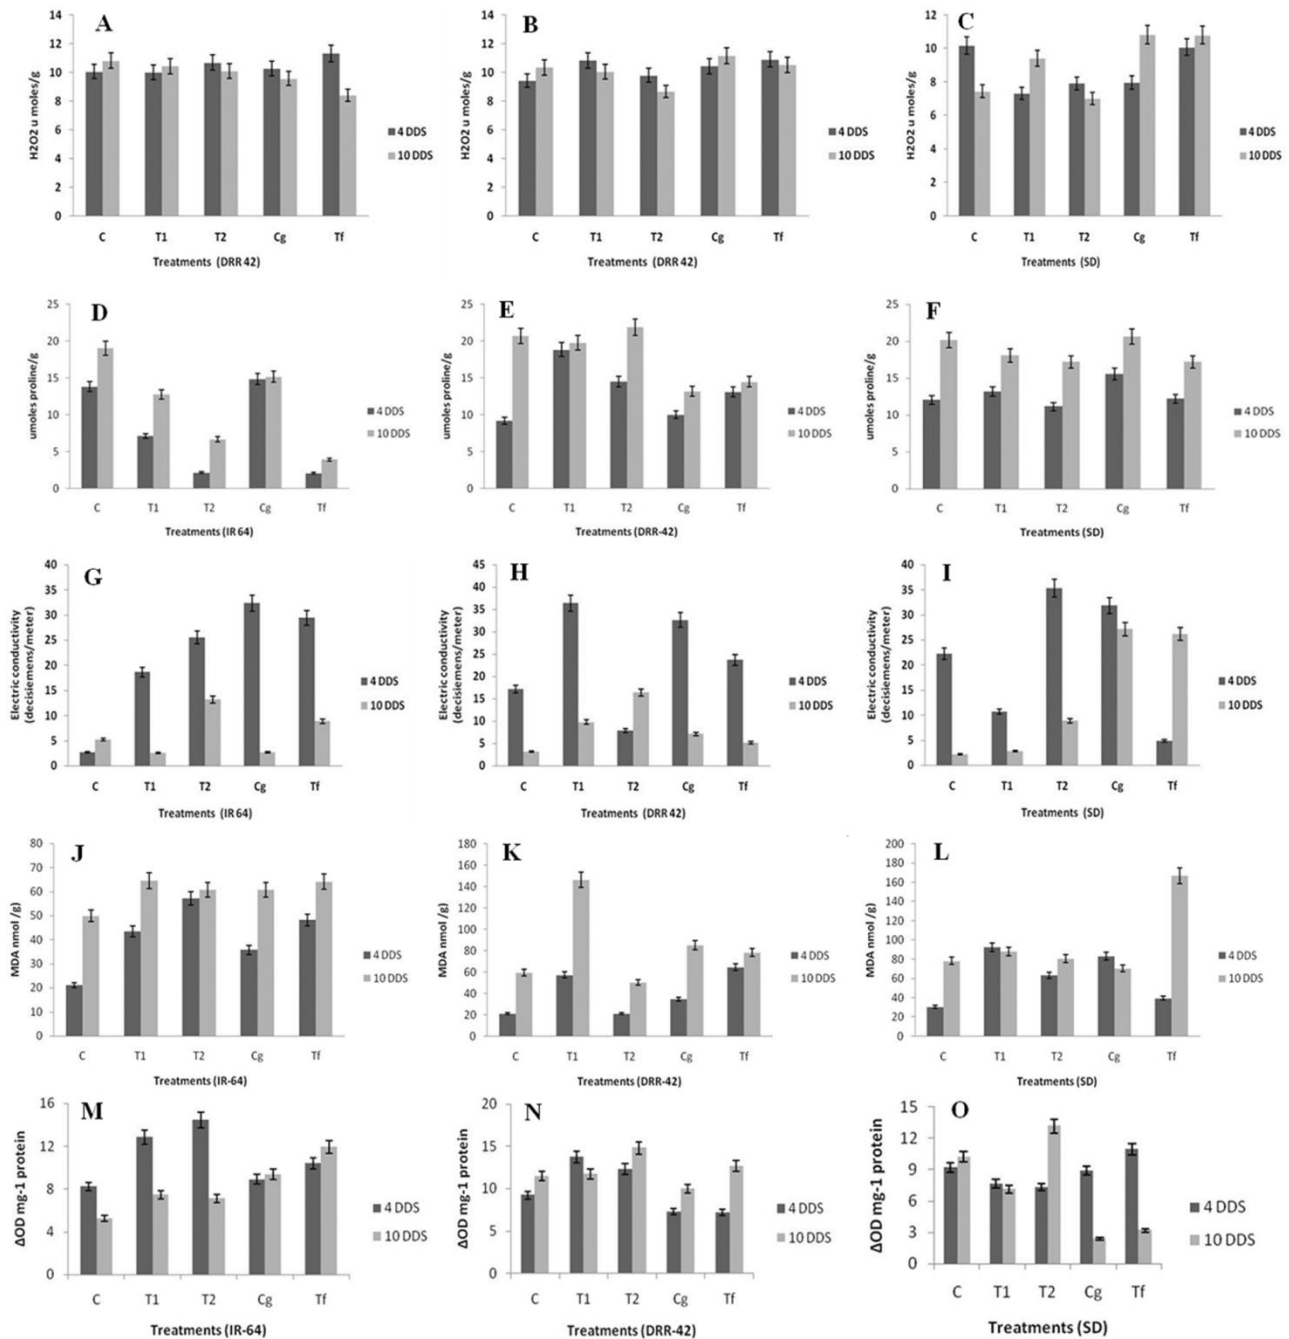 A
H2O2 u moles/g
14
12
10
8
6
4
2
0
C T1 T2 Cg Tf
Treatments (DRR 42)
4 DDS
10 DDS
B
H2O2 u moles/g
14
12
10
8
6
4
2
0
C T1 T2 Cg Tf
Treatments (DRR 42)
4 DDS
10 DDS
C
H2O2 u moles/g
12
10
8
6
4
2
0
C T1 T2 Cg Tf
Treatments (SD)
4 DDS
10 DDS
D
umoles proline/g
25
20
15
10
5
0
C T1 T2 Cg Tf
Treatments (IR 64)
4 DDS
10 DDS
E
umoles proline/g
25
20
15
10
5
0
C T1 T2 Cg Tf
Treatments (DRR-42)
4 DDS
10 DDS
F
umoles proline/g
25
20
15
10
5
0
C T1 T2 Cg Tf
Treatments (SD)
4 DDS
10 DDS
G
Electric conductivity
(decisiemens/meter)
40
35
30
25
20
15
10
5
0
C T1 T2 Cg Tf
Treatments (IR 64)
4 DDS
10 DDS
H
Electric conductivity
(decisiemens/meter)
45
40
35
30
25
20
15
10
5
0
C T1 T2 Cg Tf
Treatments (DRR 42)
4 DDS
10 DDS
I
Electric conductivity
(decisiemens/meter)
40
35
30
25
20
15
10
5
0
C T1 T2 Cg Tf
Treatments (SD)
4 DDS
10 DDS
J
MDA nmol /g)
80
70
60
50
40
30
20
10
0
C T1 T2 Cg Tf
Treatments (IR-64)
4 DDS
10 DDS
K
MDA nmol /g)
180
160
140
120
100
80
60
40
20
0
C T1 T2 Cg Tf
Treatments (DRR-42)
4 DDS
10 DDS
L
MDA nmol /g)
200
180
160
140
120
100
80
60
40
20
0
C T1 T2 Cg Tf
Treatments (SD)
4 DDS
10 DDS
M
ΔOD mg-1 protein
16
12
8
4
0
C T1 T2 Cg Tf
Treatments (IR-64)
4 DDS
10 DDS
N
ΔOD mg-1 protein
20
15
10
5
0
C T1 T2 Cg Tf
Treatments (DRR-42)
4 DDS
10 DDS
O
ΔOD mg-1 protein
15
12
9
6
3
0
C T1 T2 Cg Tf
Treatments (SD)
4 DDS
10 DDS